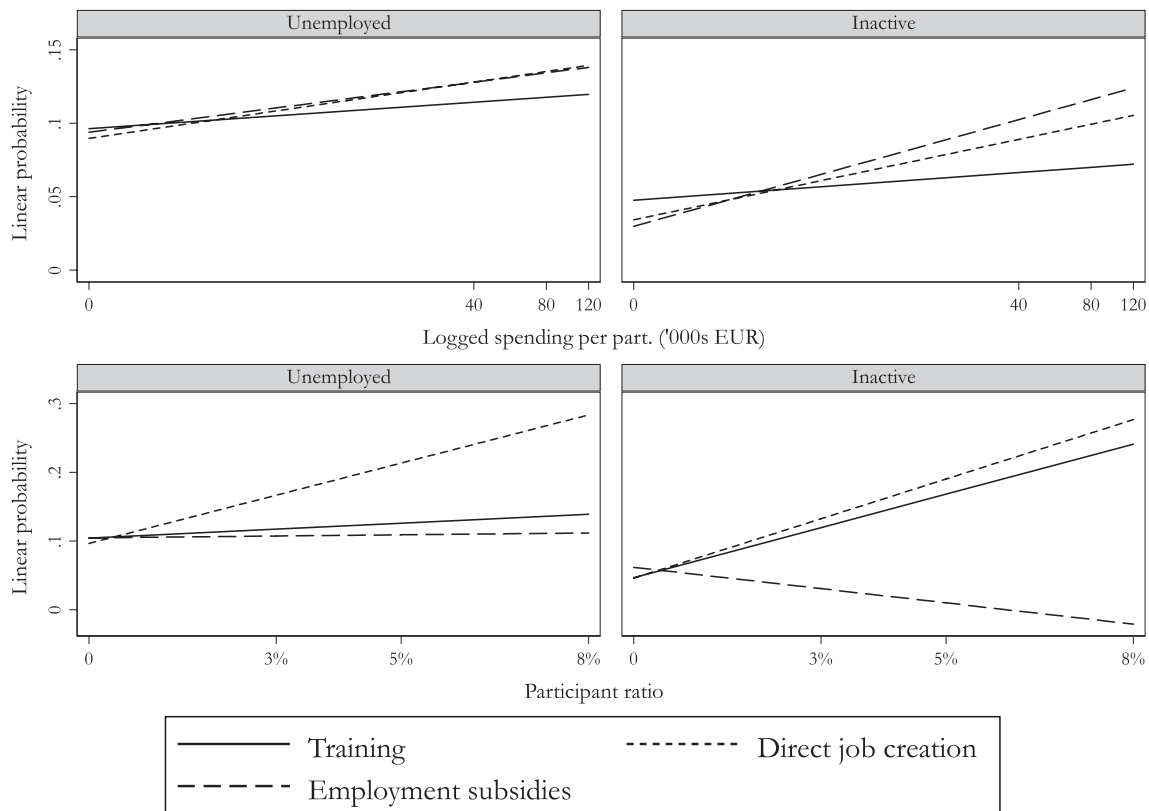 Unemployed Inactive
Linear probability
.15
.1
.05
0
0 40 80 120 0 40 80 120
Logged spending per part. ('000s EUR)
Unemployed Inactive
Linear probability
.3
.2
.1
0
0 3% 5% 8% 0 3% 5% 8%
Participant ratio
Training Direct job creation
Employment subsidies